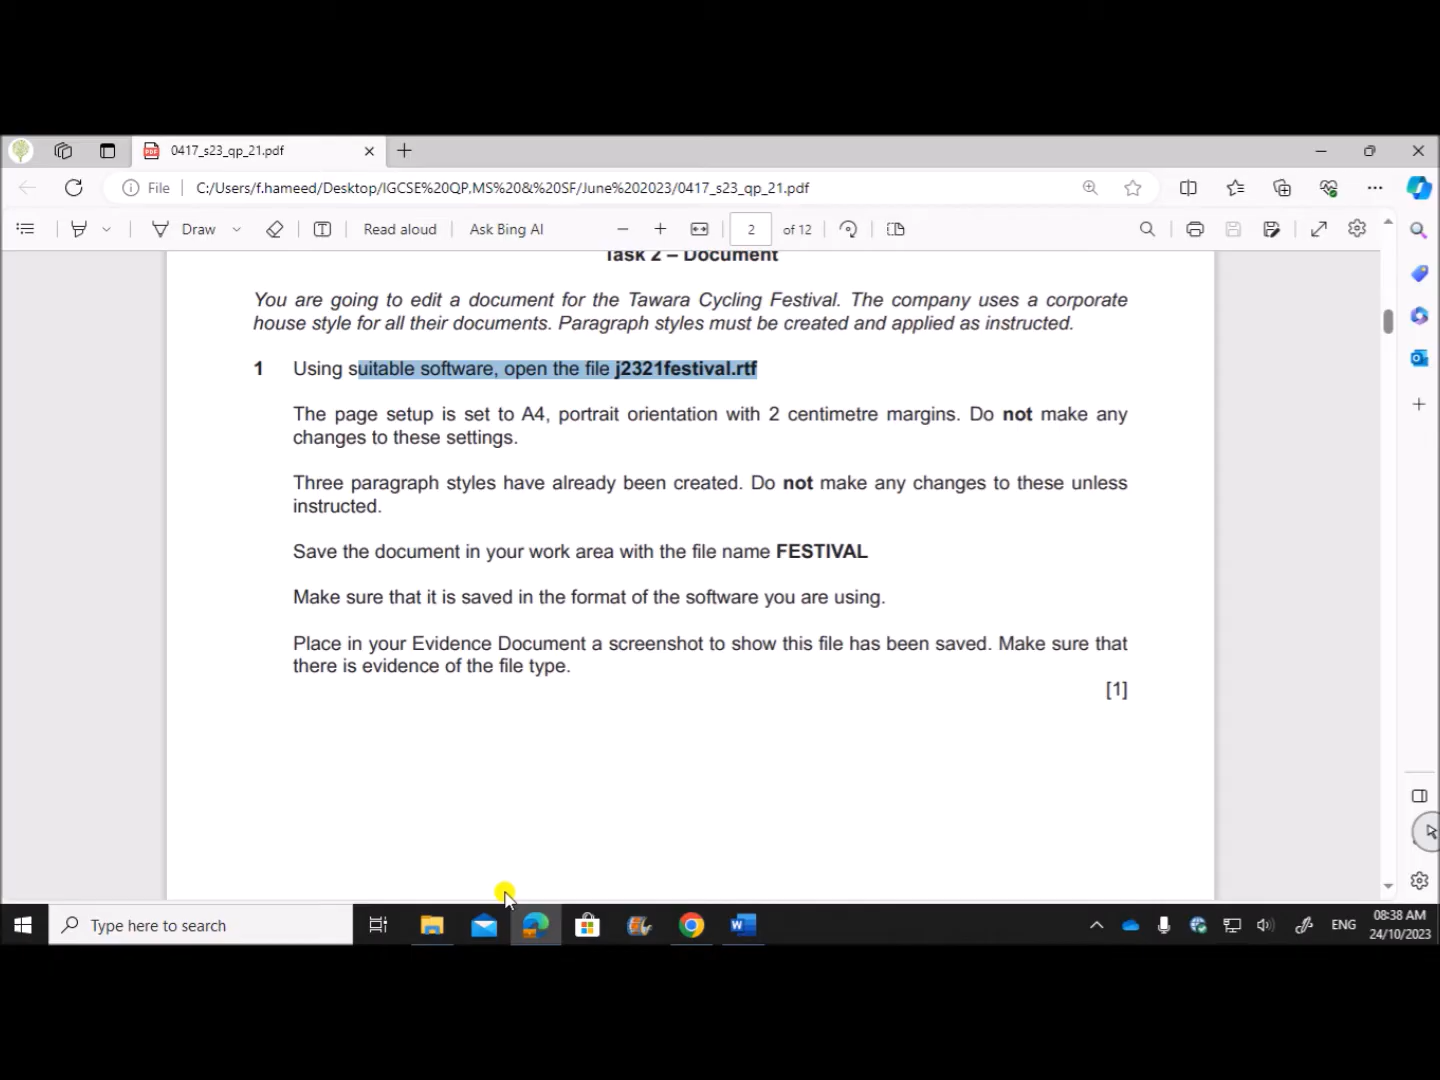 0417_s23_qp_21.pdf
File C:/Users/f.hameed/Desktop/IGCSE%20QP,MS%20&%20SF/June%202023/0417_s23_qp_21.pdf
Draw Read aloud Ask Bing AI 2 of 12
Task 2 – Document
You are going to edit a document for the Tawara Cycling Festival. The company uses a corporate
house style for all their documents. Paragraph styles must be created and applied as instructed.
1 Using suitable software, open the file j2321festival.rtf
The page setup is set to A4, portrait orientation with 2 centimetre margins. Do not make any
changes to these settings.
Three paragraph styles have already been created. Do not make any changes to these unless
instructed.
Save the document in your work area with the file name FESTIVAL
Make sure that it is saved in the format of the software you are using.
Place in your Evidence Document a screenshot to show this file has been saved. Make sure that
there is evidence of the file type.
[1]
Type here to search
ENG
08:38 AM
24/10/2023